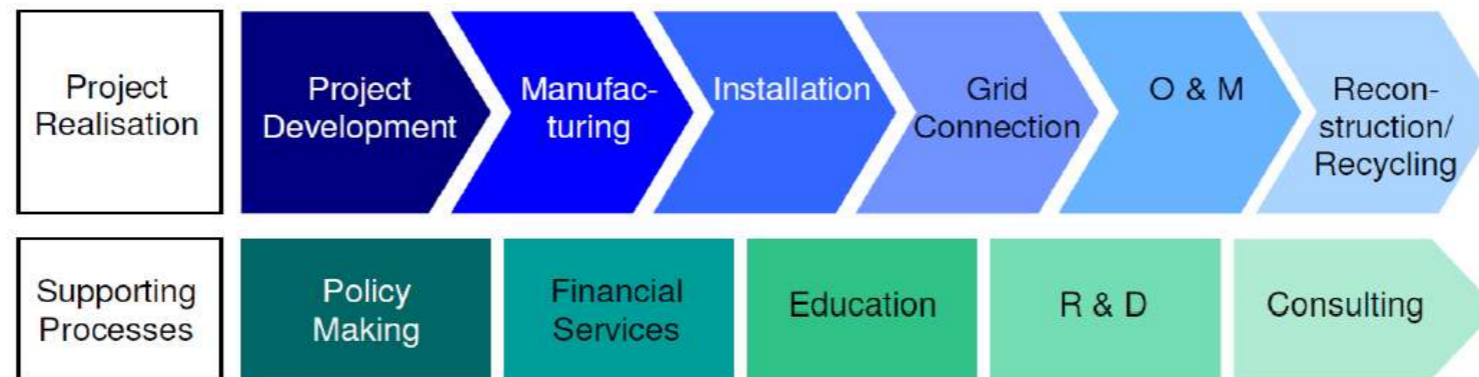 Project
Realisation
Project
Development
Manufac-
turing
Installation
Grid
Connection
O & M
Recon-
struction/
Recycling
Supporting
Processes
Policy
Making
Financial
Services
Education
R & D
Consulting